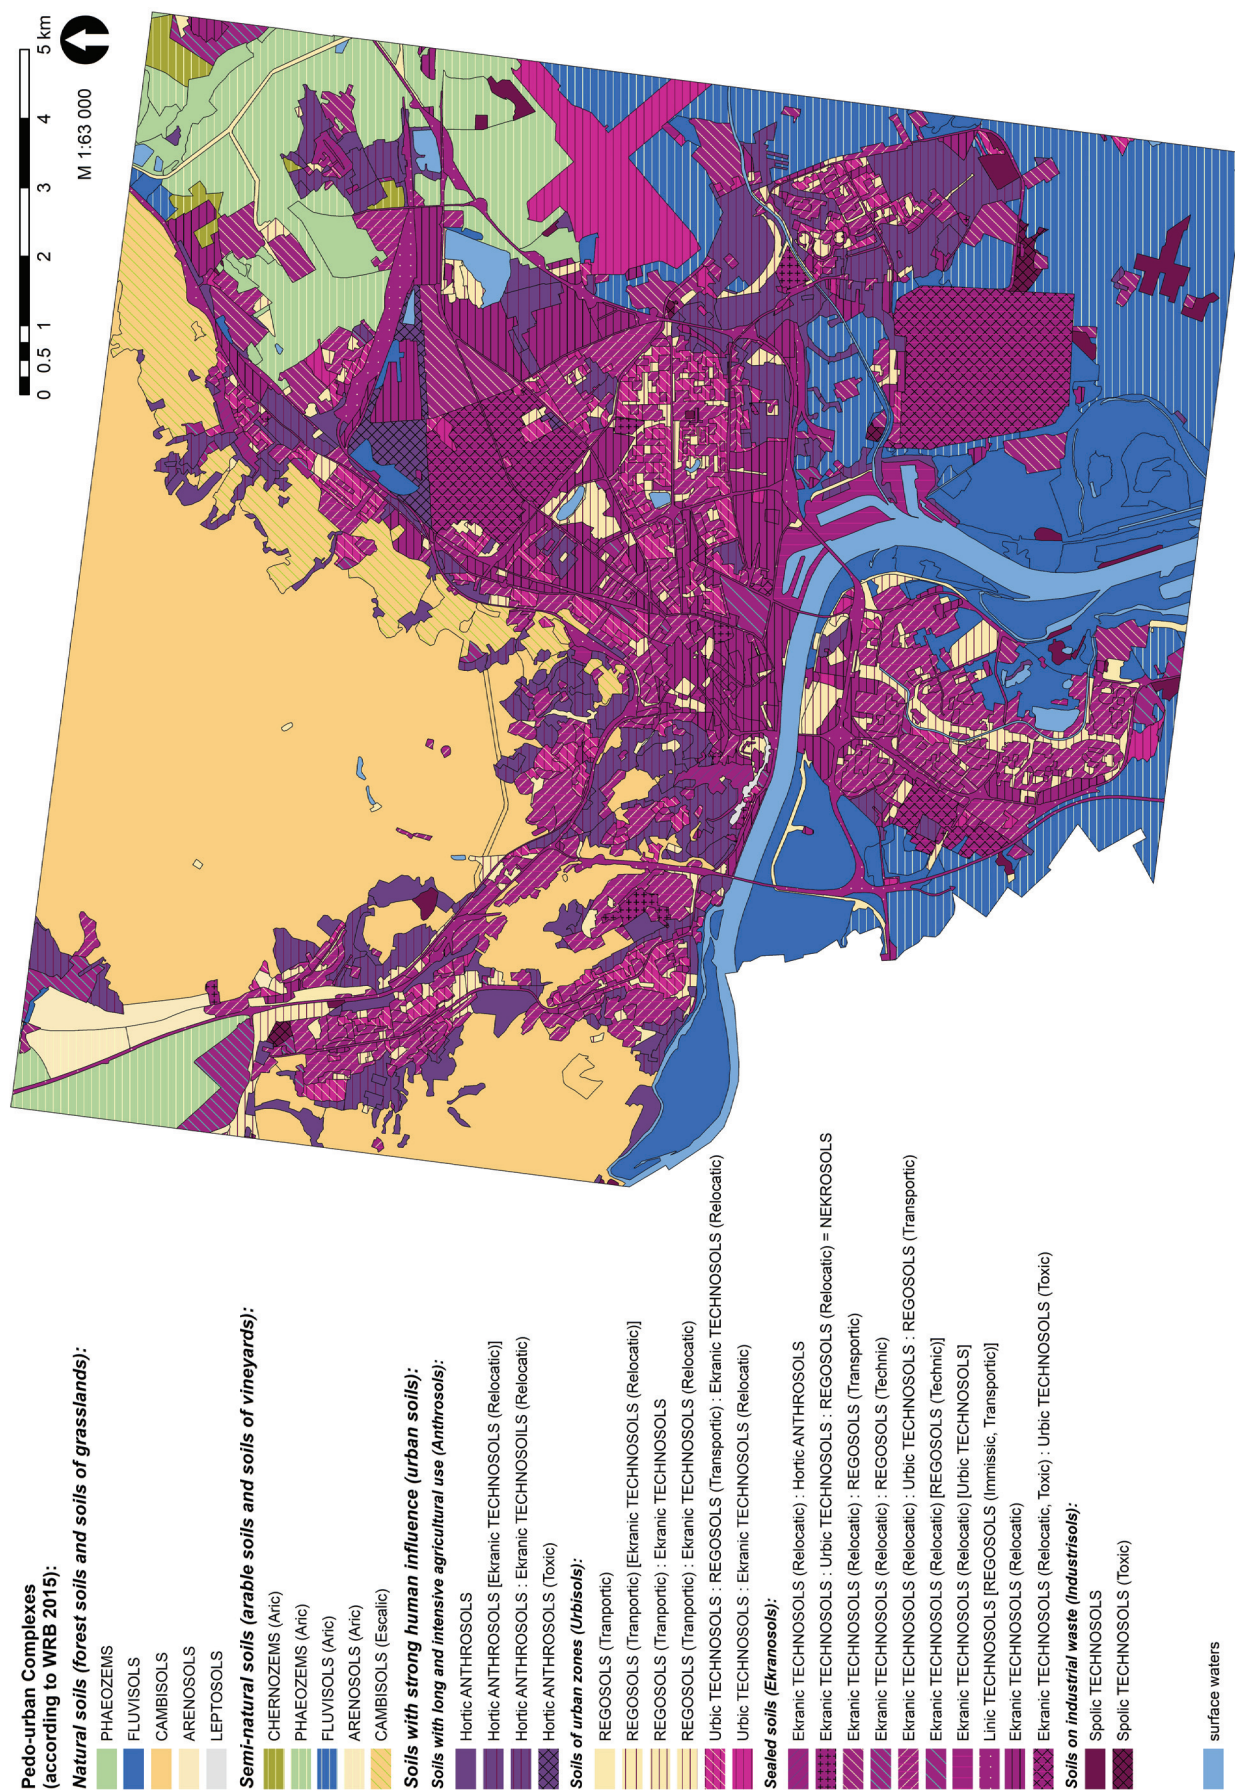 Pedo-urban Complexes
(according to WRB 2015):
Natural soils (forest soils and soils of grasslands):
PHAEOZEMS
FLUVISOLS
CAMBISOLS
ARENOSOLS
LEPTOSOLS
Semi-natural soils (arable soils and soils of vineyards):
CHERNOZEMS (Aric)
PHAEOZEMS (Aric)
FLUVISOLS (Aric)
ARENOSOLS (Aric)
CAMBISOLS (Escalic)
Soils with strong human influence (urban soils):
Soils with long and intensive agricultural use (Anthrosols):
Hortic ANTHROSOLS
Hortic ANTHROSOLS [Ekranic TECHNOSOLS (Relocatic)]
Hortic ANTHROSOLS : Ekranic TECHNOSOILS (Relocatic)
Hortic ANTHROSOLS (Toxic)
Soils of urban zones (Urbisols):
REGOSOLS (Tranportic)
REGOSOLS (Tranportic) [Ekranic TECHNOSOLS (Relocatic)]
REGOSOLS (Tranportic) : Ekranic TECHNOSOLS
REGOSOLS (Tranportic) : Ekranic TECHNOSOLS (Relocatic)
Urbic TECHNOSOLS : REGOSOLS (Transportic) : Ekranic TECHNOSOLS (Relocatic)
Urbic TECHNOSOLS : Ekranic TECHNOSOLS (Relocatic)
Sealed soils (Ekranosols):
Ekranic TECHNOSOLS (Relocatic) : Hortic ANTHROSOLS
Ekranic TECHNOSOLS : Urbic TECHNOSOLS : REGOSOLS (Relocatic) = NEKROSOLS
Ekranic TECHNOSOLS (Relocatic) : REGOSOLS (Transportic)
Ekranic TECHNOSOLS (Relocatic) : REGOSOLS (Technic)
Ekranic TECHNOSOLS (Relocatic) : Urbic TECHNOSOLS : REGOSOLS (Transportic)
Ekranic TECHNOSOLS (Relocatic) [REGOSOLS (Technic)]
Ekranic TECHNOSOLS (Relocatic) [Urbic TECHNOSOLS]
Linic TECHNOSOLS [REGOSOLS (Immissic, Transportic)]
Ekranic TECHNOSOLS (Relocatic)
Ekranic TECHNOSOLS (Relocatic, Toxic) : Urbic TECHNOSOLS (Toxic)
Soils on industrial waste (Industrisols):
Spolic TECHNOSOLS
Spolic TECHNOSOLS (Toxic)
surface waters
0 0.5 1 2 3 4 5 km
M 1:63 000